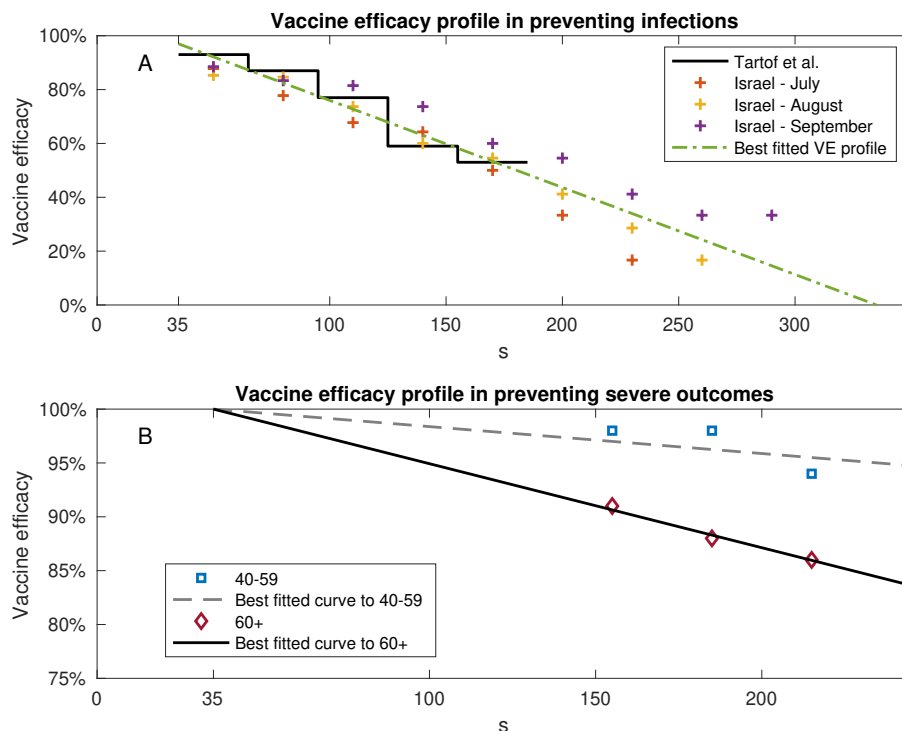 Vaccine efficacy profile in preventing infections
A
100%
80%
60%
40%
20%
0%
Vaccine efficacy
0
35
100
150
200
250
300
s
Tartof et al.
Israel - July
Israel - August
Israel - September
Best fitted VE profile
Vaccine efficacy profile in preventing severe outcomes
B
100%
95%
90%
85%
80%
75%
Vaccine efficacy
40-59
Best fitted curve to 40-59
60+
Best fitted curve to 60+
0
35
100
150
200
s